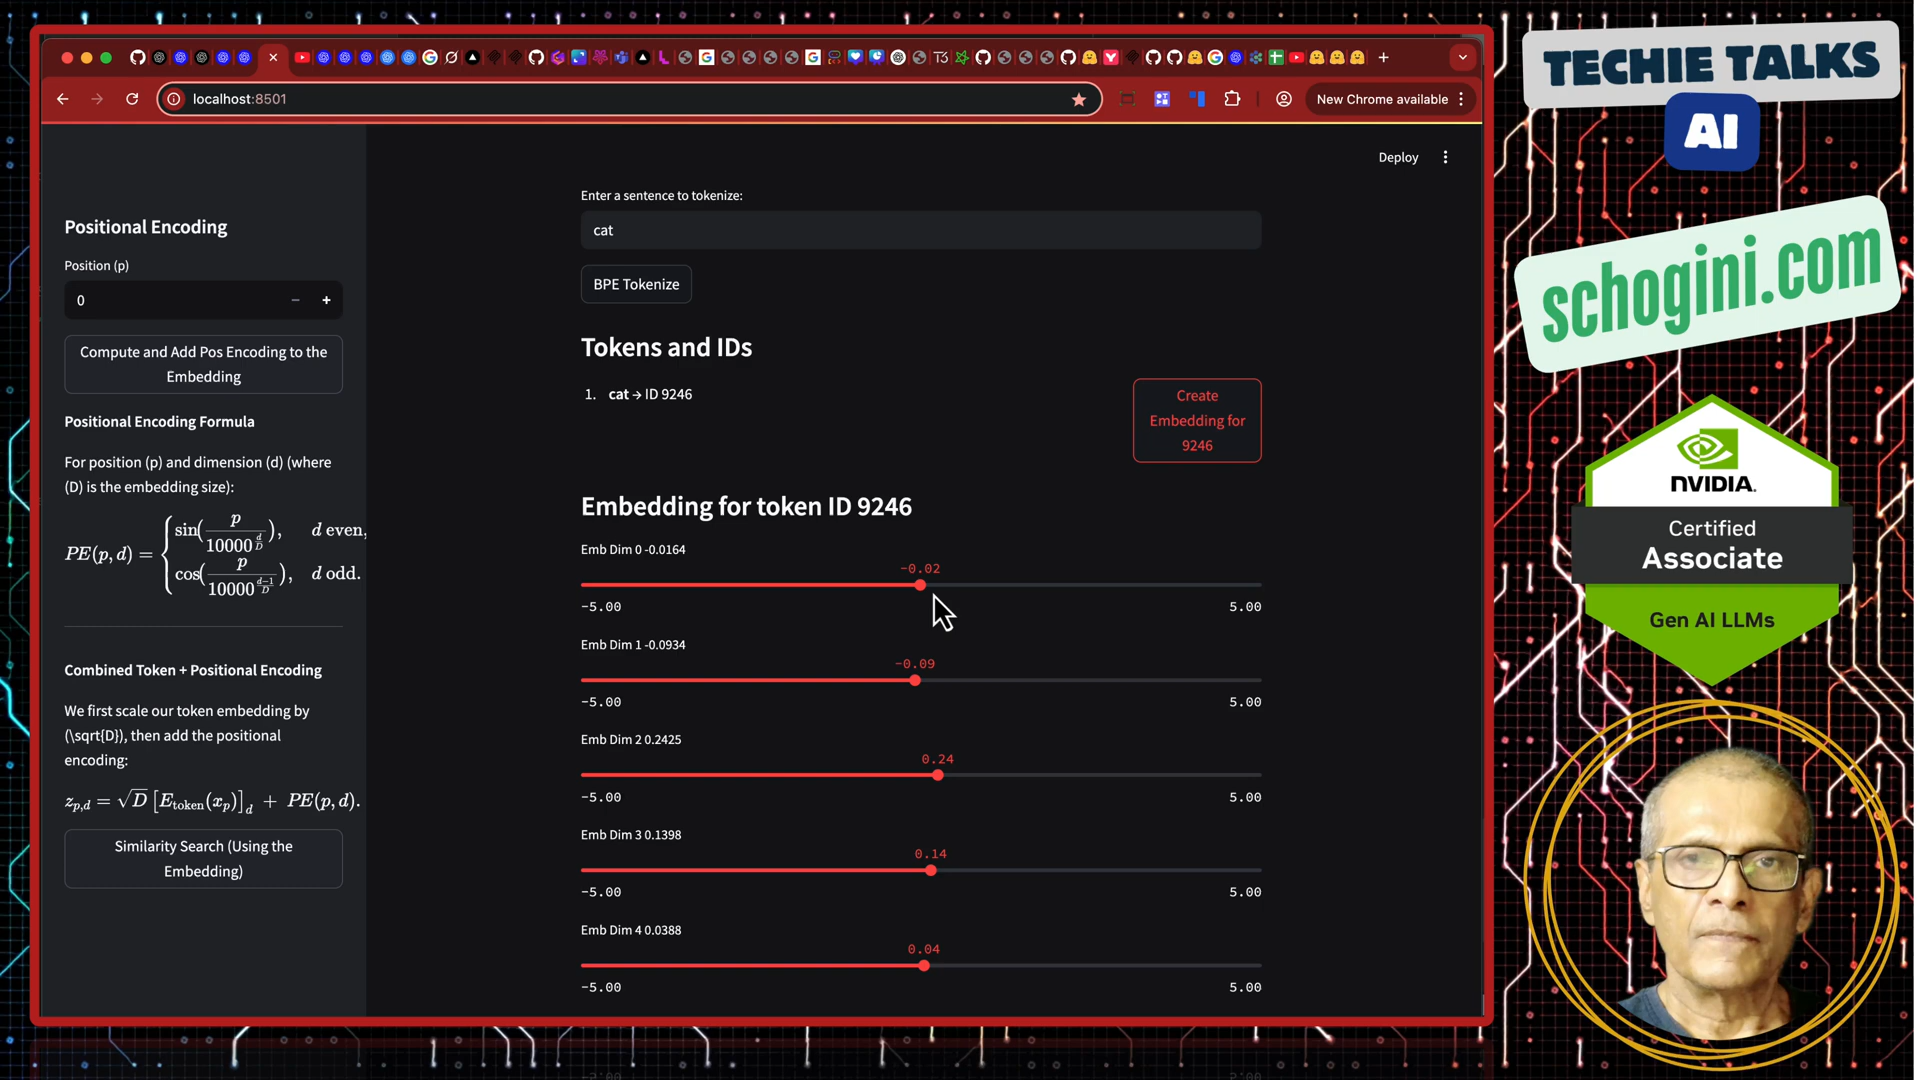 localhost:8501
New Chrome available
Deploy
Positional Encoding
Position (p)
0
Compute and Add Pos Encoding to the
Embedding
Positional Encoding Formula
For position (p) and dimension (d) (where
(D) is the embedding size):
PE(p, d) = { sin(p / 10000^{d/D}), d even,
cos(p / 10000^{(d-1)/D}), d odd.
Combined Token + Positional Encoding
We first scale our token embedding by
(\sqrt{D}), then add the positional
encoding:
z_{p,d} = √D [E_token(x_p)]_d + PE(p, d).
Similarity Search (Using the
Embedding)
Enter a sentence to tokenize:
cat
BPE Tokenize
Tokens and IDs
1. cat → ID 9246
Create
Embedding for
9246
Embedding for token ID 9246
Emb Dim 0 -0.0164
-0.02
-5.00 5.00
Emb Dim 1 -0.0934
-0.09
-5.00 5.00
Emb Dim 2 0.2425
0.24
-5.00 5.00
Emb Dim 3 0.1398
0.14
-5.00 5.00
Emb Dim 4 0.0388
0.04
-5.00 5.00
TECHIE TALKS
AI
schogini.com
NVIDIA.
Certified
Associate
Gen AI LLMs